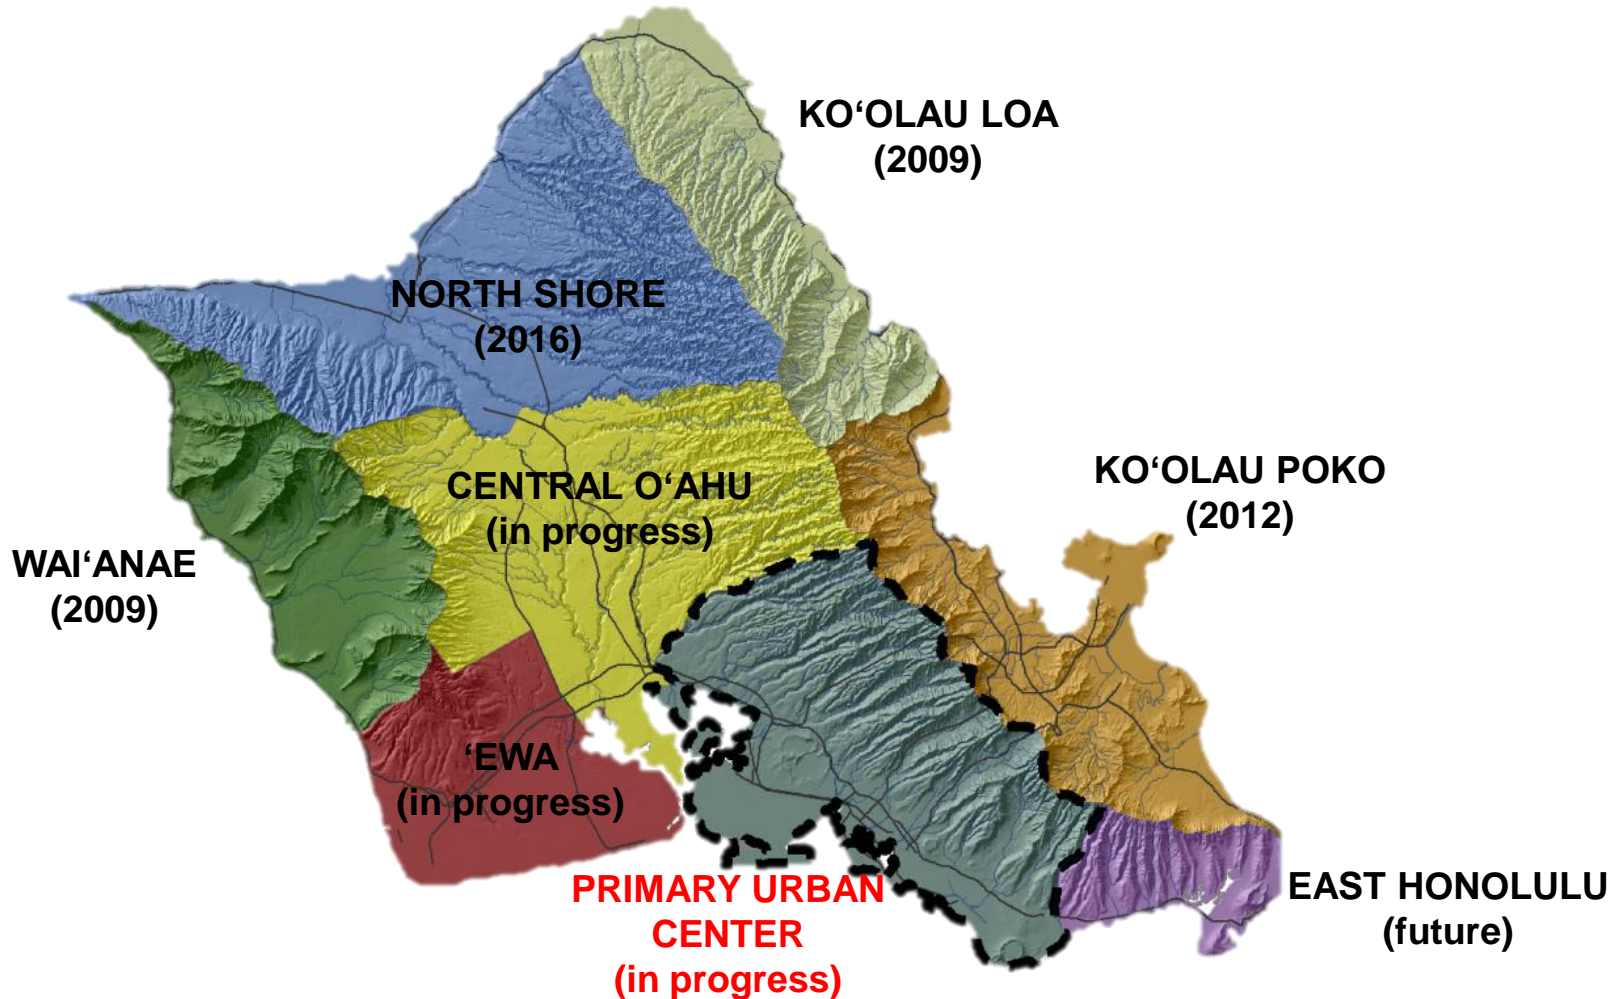 KO‘OLAU LOA
(2009)
NORTH SHORE
(2016)
CENTRAL O‘AHU
(in progress)
KO‘OLAU POKO
(2012)
WAI‘ANAE
(2009)
‘EWA
(in progress)
PRIMARY URBAN
CENTER
(in progress)
EAST HONOLULU
(future)